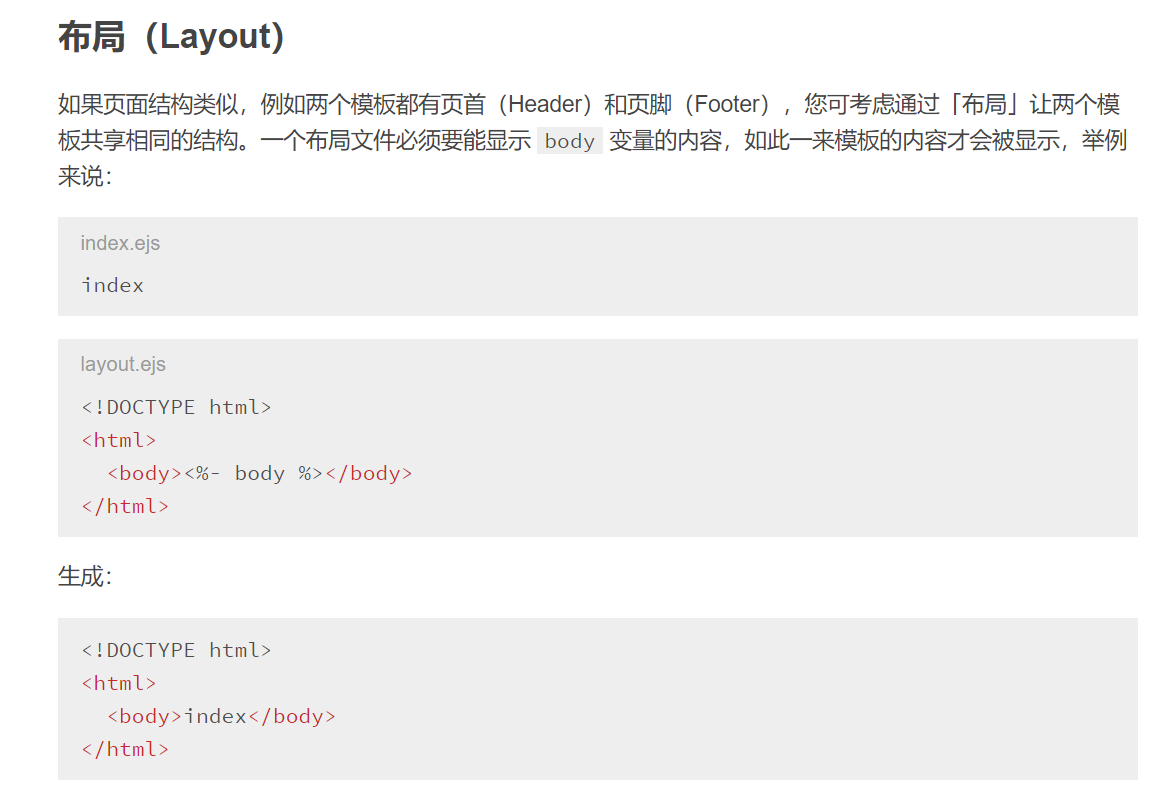 布局（Layout）
如果页面结构类似，例如两个模板都有页首（Header）和页脚（Footer），您可考虑通过「布局」让两个模
板共享相同的结构。一个布局文件必须要能显示 body 变量的内容，如此一来模板的内容才会被显示，举例
来说：
index.ejs
index
layout.ejs
<!DOCTYPE html>
<html>
  <body><%- body %></body>
</html>
生成：
<!DOCTYPE html>
<html>
  <body>index</body>
</html>